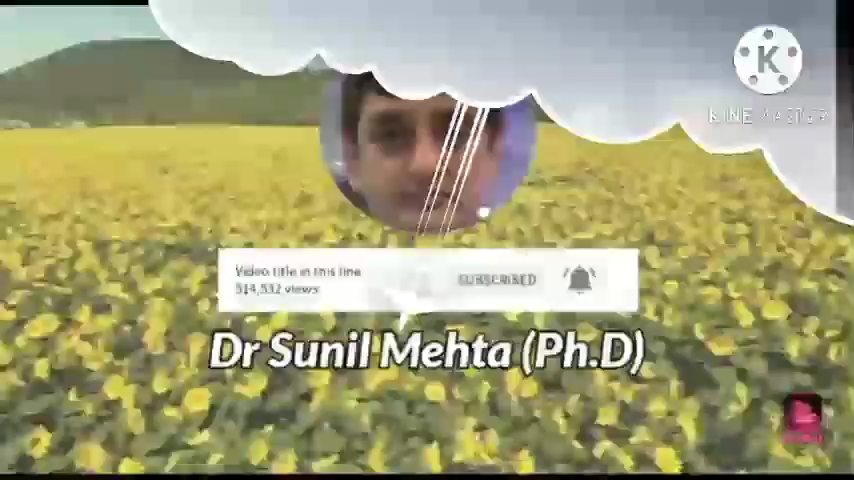 K
KINEMASTER
Video title in this line
514,532 views
SUBSCRIBED
Dr Sunil Mehta (Ph.D)